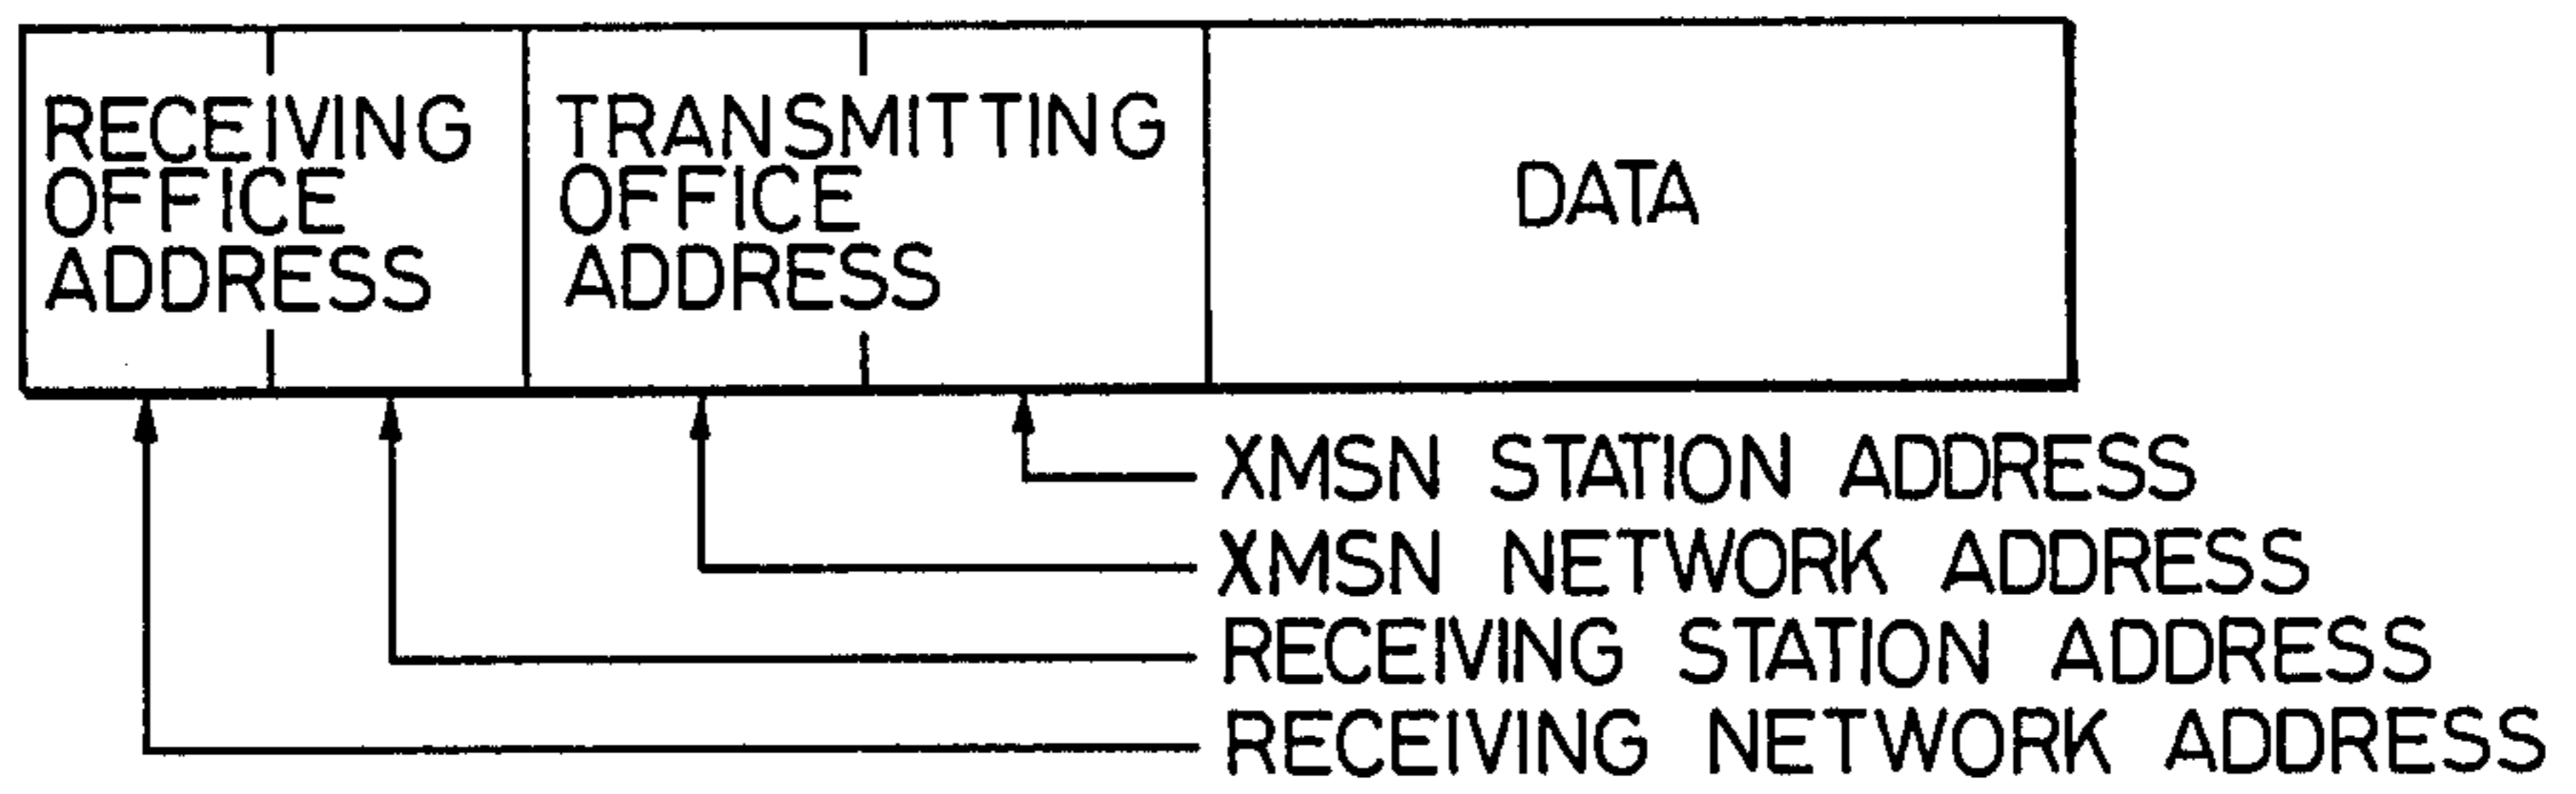 RECEIVING
OFFICE
ADDRESS
TRANSMITTING
OFFICE
ADDRESS
DATA
XMSN STATION ADDRESS
XMSN NETWORK ADDRESS
RECEIVING STATION ADDRESS
RECEIVING NETWORK ADDRESS